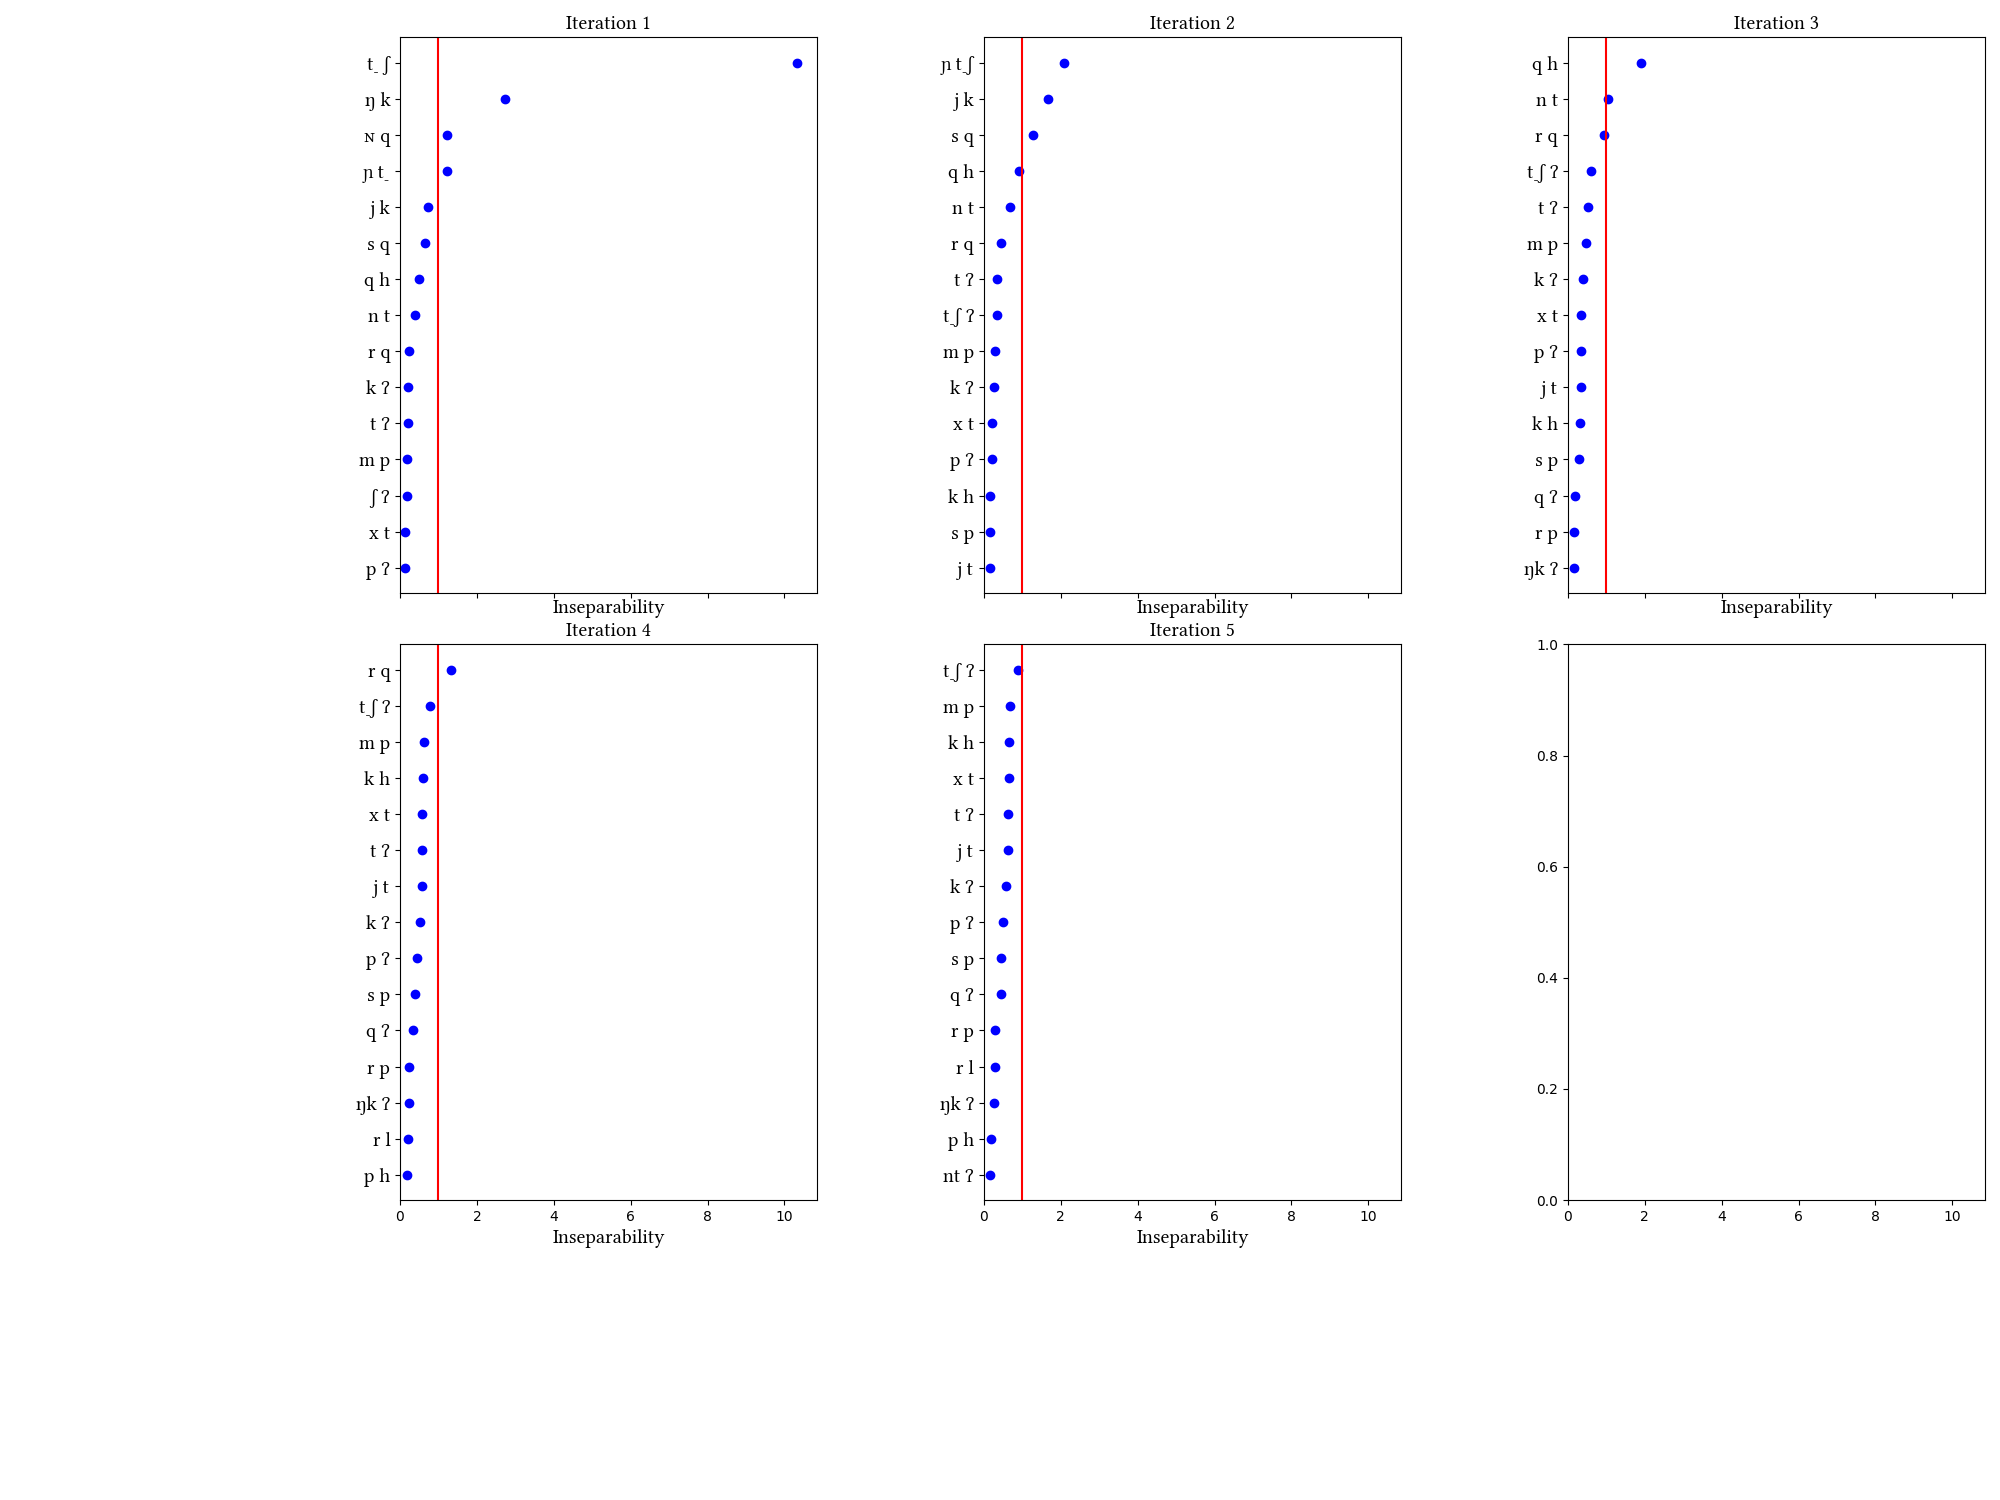 Iteration 1
t̠ ʃ
ŋ k
ɴ q
ɲ t̠
j k
s q
q h
n t
r q
k ʔ
t ʔ
m p
ʃ ʔ
x t
p ʔ
Inseparability
Iteration 2
ɲ t̠ʃ
j k
s q
q h
n t
r q
t ʔ
t̠ʃ ʔ
m p
k ʔ
x t
p ʔ
k h
s p
j t
Inseparability
Iteration 3
q h
n t
r q
t̠ʃ ʔ
t ʔ
m p
k ʔ
x t
p ʔ
j t
k h
s p
q ʔ
r p
ŋk ʔ
Inseparability
Iteration 4
r q
t̠ʃ ʔ
m p
k h
x t
t ʔ
j t
k ʔ
p ʔ
s p
q ʔ
r p
ŋk ʔ
r l
p h
0 2 4 6 8 10
Inseparability
Iteration 5
t̠ʃ ʔ
m p
k h
x t
t ʔ
j t
k ʔ
p ʔ
s p
q ʔ
r p
r l
ŋk ʔ
p h
nt ʔ
0 2 4 6 8 10
Inseparability
1.0
0.8
0.6
0.4
0.2
0.0
0 2 4 6 8 10